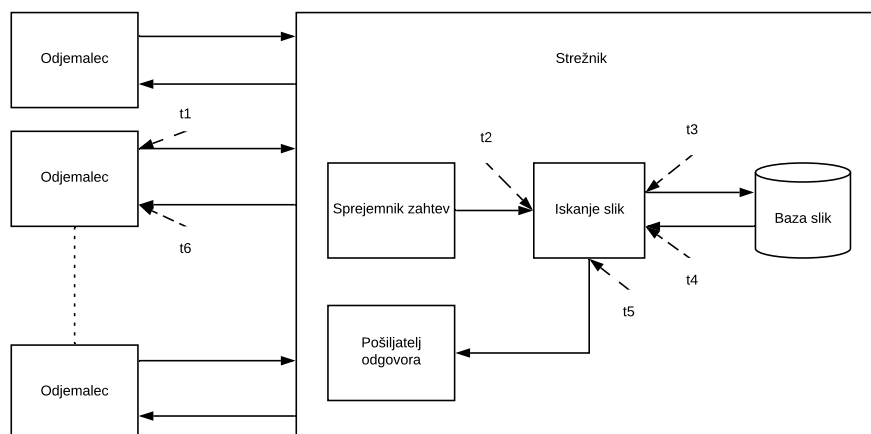 Odjemalec
Strežnik
t1
Odjemalec
t6
t2
t3
Sprejemnik zahtev
Iskanje slik
Baza slik
t4
t5
Pošiljatelj
odgovora
Odjemalec